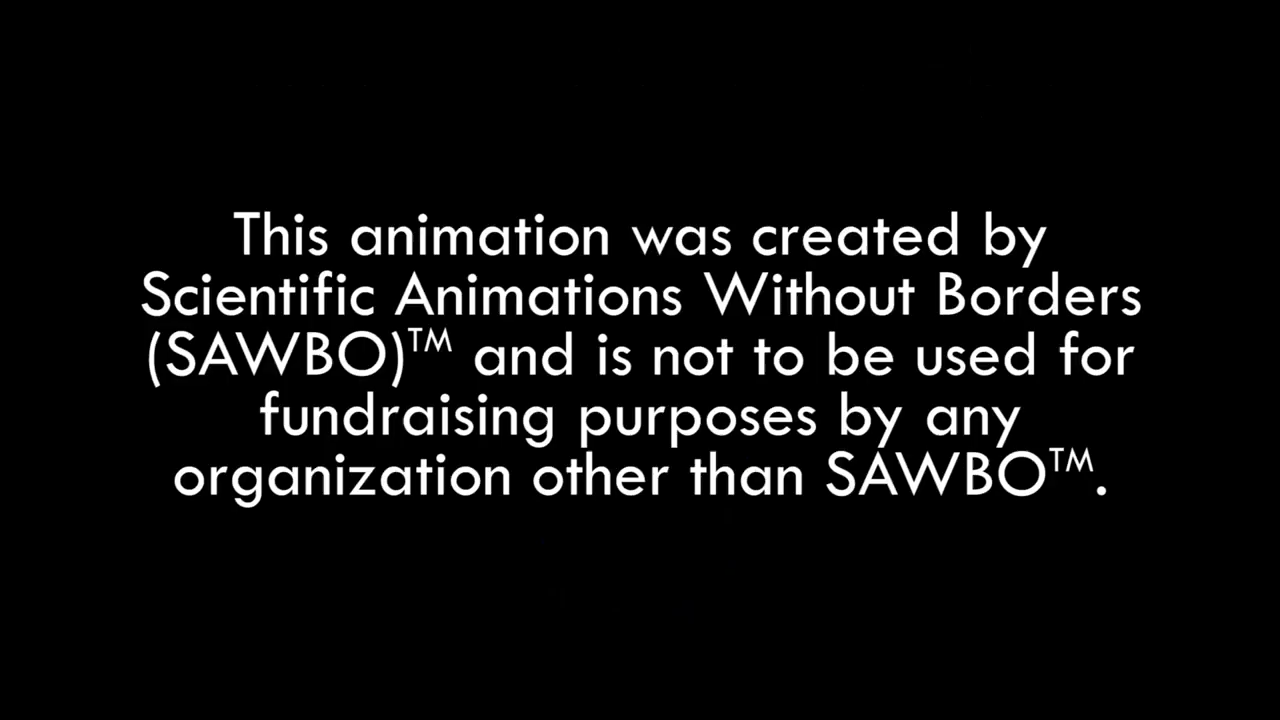 This animation was created by
Scientific Animations Without Borders
(SAWBO)™ and is not to be used for
fundraising purposes by any
organization other than SAWBO™.